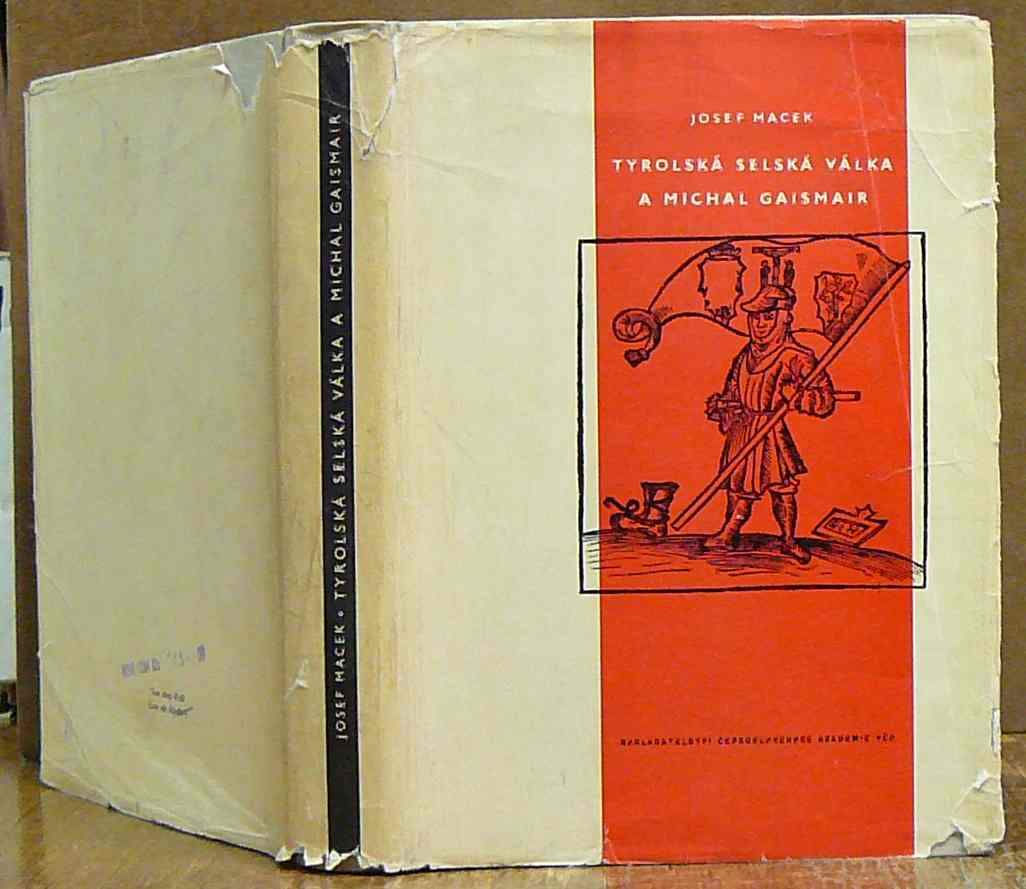 JOSEF MACEK
TYROLSKÁ SELSKÁ VÁLKA
A MICHAL GAISMAIR
NAKLADATELSTVÍ ČESKOSLOVENSKÉ AKADEMIE VĚD
JOSEF MACEK • TYROLSKÁ SELSKÁ VÁLKA A MICHAL GAISMAIR